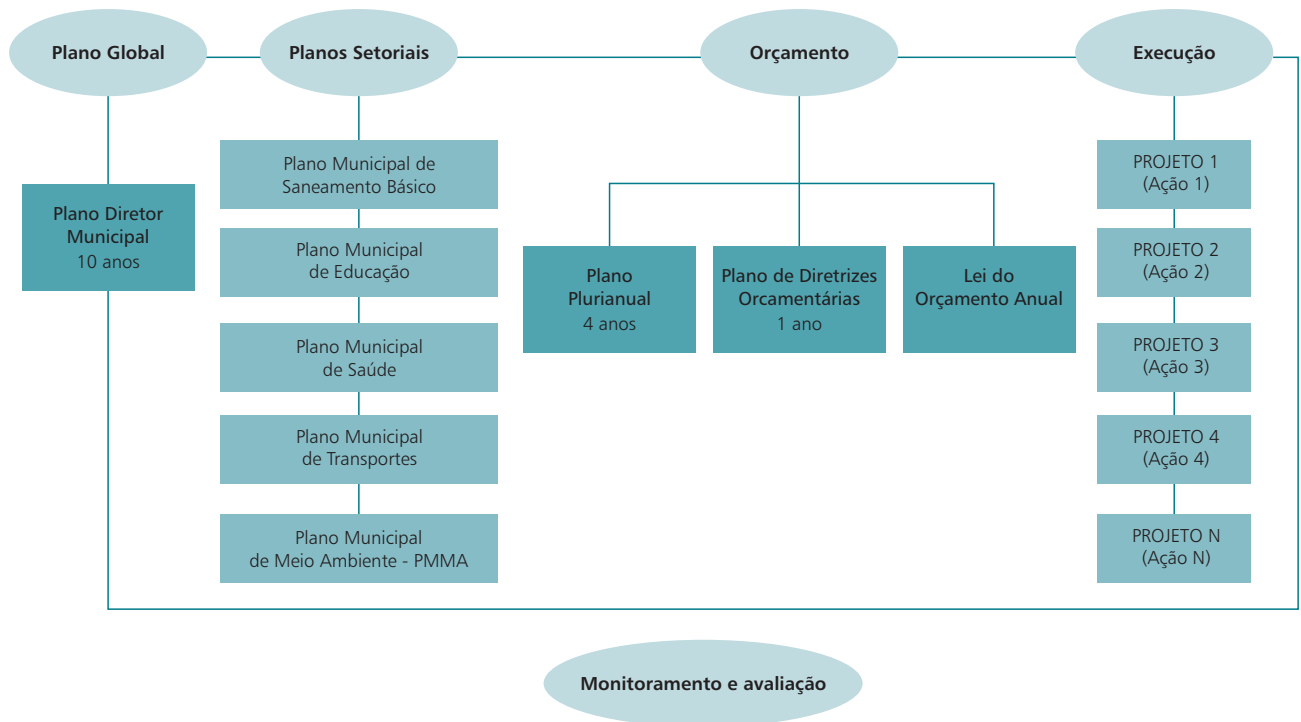 Plano Global
Planos Setoriais
Orçamento
Execução
Plano Diretor
Municipal
10 anos
Plano Municipal de
Saneamento Básico
Plano Municipal
de Educação
Plano Municipal
de Saúde
Plano Municipal
de Transportes
Plano Municipal
de Meio Ambiente - PMMA
Plano
Plurianual
4 anos
Plano de Diretrizes
Orcamentárias
1 ano
Lei do
Orçamento Anual
PROJETO 1
(Ação 1)
PROJETO 2
(Ação 2)
PROJETO 3
(Ação 3)
PROJETO 4
(Ação 4)
PROJETO N
(Ação N)
Monitoramento e avaliação